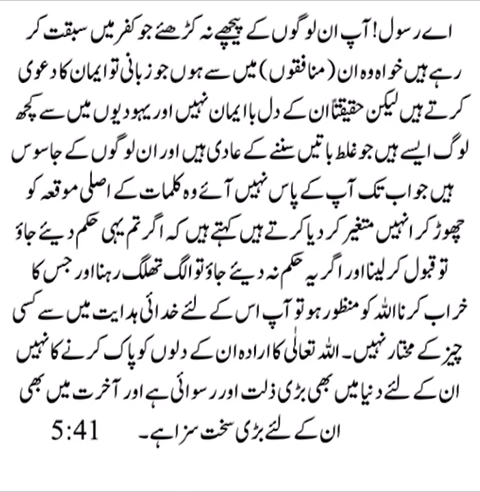 اے رسول! آپ ان لوگوں کے پیچھے نہ کڑھئے جو کفر میں سبقت کر
رہے ہیں خواہ وہ ان (منافقوں) میں سے ہوں جو زبانی تو ایمان کا دعویٰ
کرتے ہیں لیکن حقیقتاً ان کے دل باایمان نہیں اور یہودیوں میں سے کچھ
لوگ ایسے ہیں جو غلط باتیں سننے کے عادی ہیں اور ان لوگوں کے جاسوس
ہیں جو اب تک آپ کے پاس نہیں آئے وہ کلمات کے اصلی موقعہ کو
چھوڑ کر انہیں متغیر کر دیا کرتے ہیں کہتے ہیں کہ اگر تم یہی حکم دیئے جاؤ
تو قبول کر لینا اور اگر یہ حکم نہ دیئے جاؤ تو الگ تھلگ رہنا اور جس کا
خراب کرنا اللہ کو منظور ہو تو آپ اس کے لئے خدائی ہدایت میں سے کسی
چیز کے مختار نہیں۔ اللہ تعالٰی کا ارادہ ان کے دلوں کو پاک کرنے کا نہیں
ان کے لئے دنیا میں بھی بڑی ذلت اور رسوائی ہے اور آخرت میں بھی
ان کے لئے بڑی سخت سزا ہے۔ 5:41